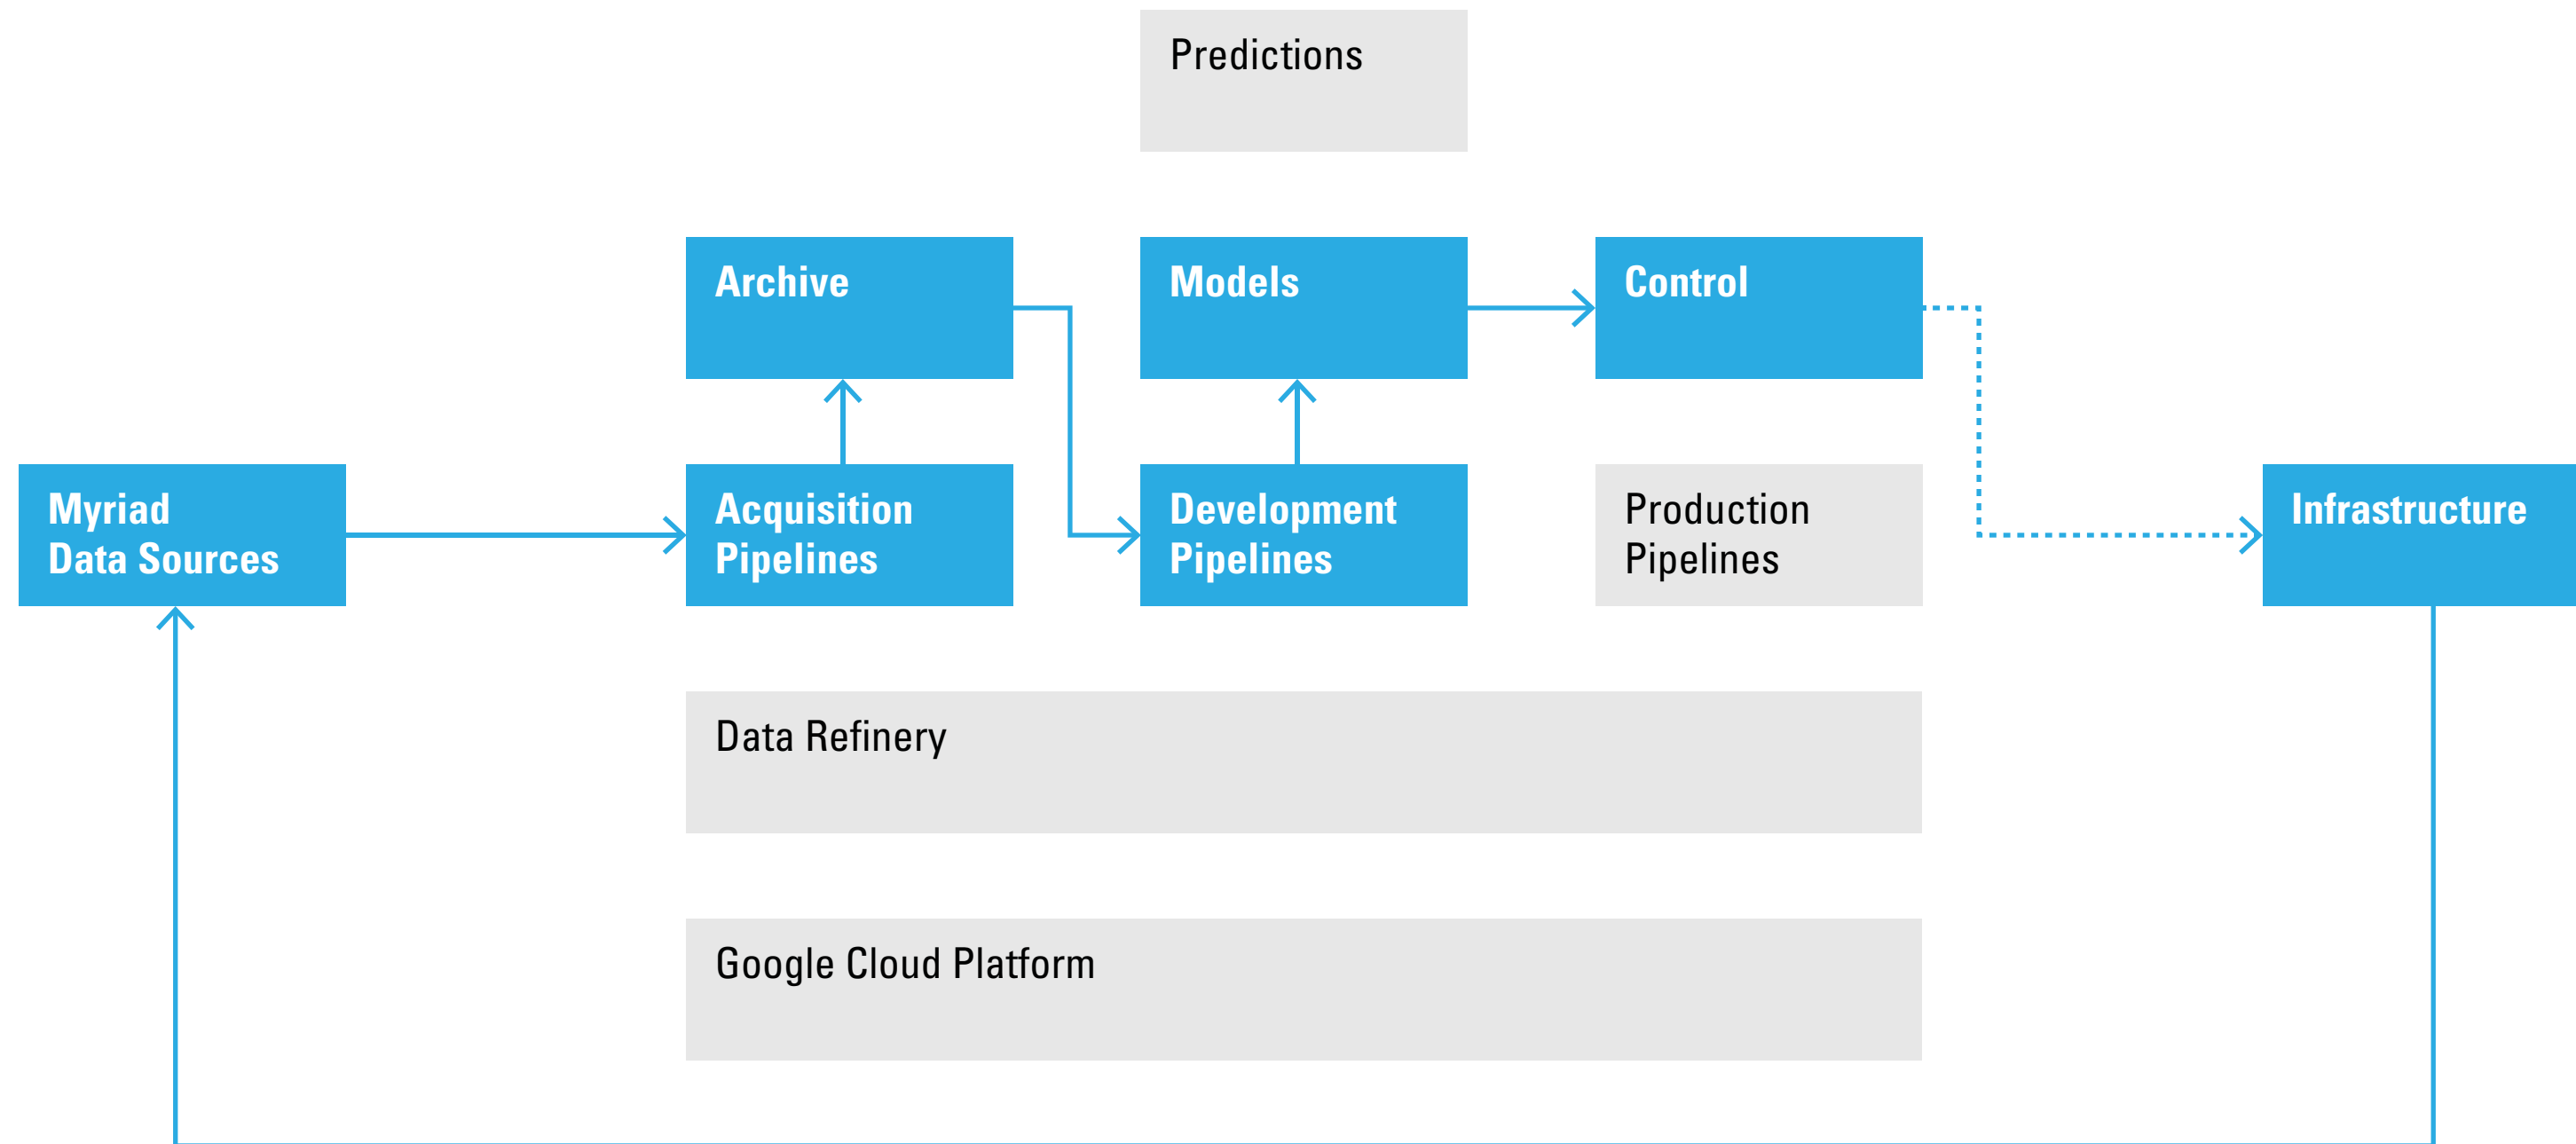 Predictions
Archive
Models
Control
Myriad
Data Sources
Acquisition
Pipelines
Development
Pipelines
Production
Pipelines
Infrastructure
Data Refinery
Google Cloud Platform